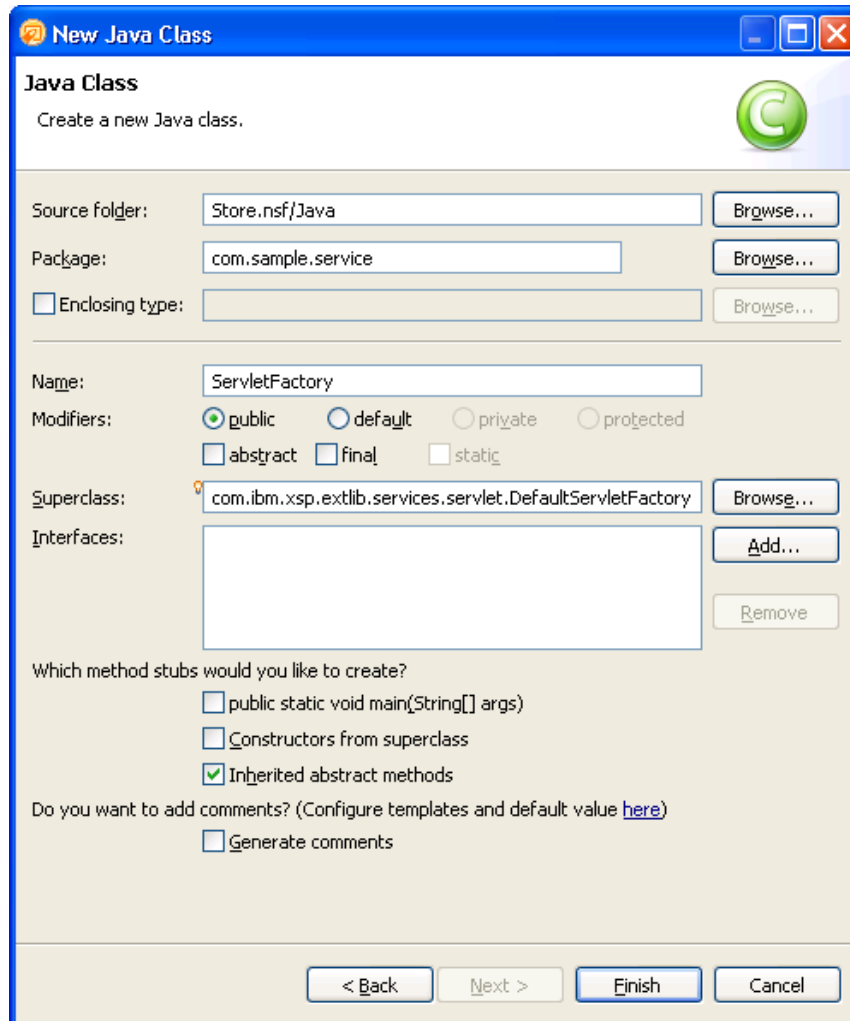 New Java Class
Java Class
Create a new Java class.
Source folder: Store.nsf/Java Browse...
Package: com.sample.service Browse...
Enclosing type: Browse...
Name: ServletFactory
Modifiers: public default private protected
abstract final static
Superclass: com.ibm.xsp.extlib.services.servlet.DefaultServletFactory Browse...
Interfaces: Add...
Remove
Which method stubs would you like to create?
public static void main(String[] args)
Constructors from superclass
Inherited abstract methods
Do you want to add comments? (Configure templates and default value here)
Generate comments
< Back Next > Finish Cancel